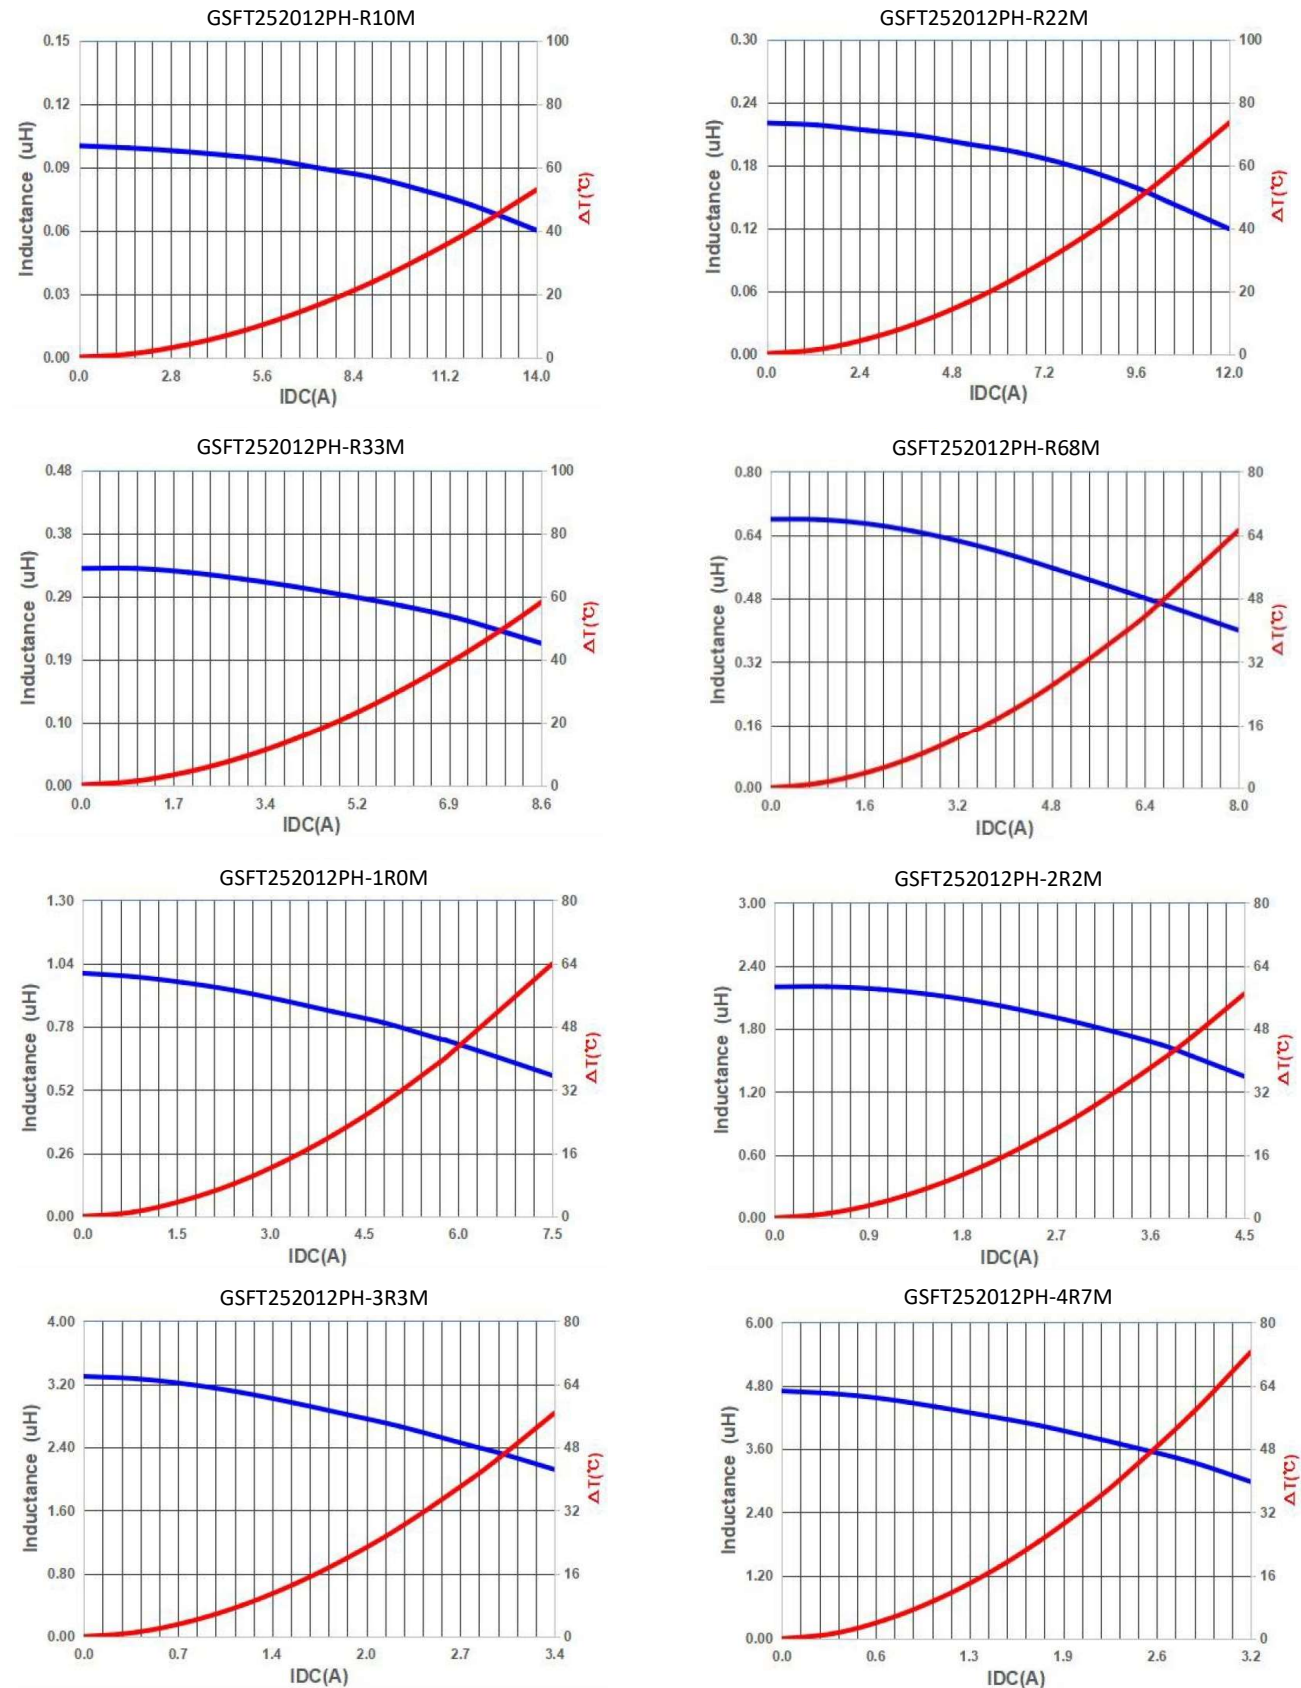 GSFT252012PH-R10M
0.15
0.12
0.09
0.06
0.03
0.00
Inductance (uH)
100
80
60
40
20
0
△T(℃)
0.0 2.8 5.6 8.4 11.2 14.0
IDC(A)
GSFT252012PH-R22M
0.30
0.24
0.18
0.12
0.06
0.00
Inductance (uH)
100
80
60
40
20
0
△T(℃)
0.0 2.4 4.8 7.2 9.6 12.0
IDC(A)
GSFT252012PH-R33M
0.48
0.38
0.29
0.19
0.10
0.00
Inductance (uH)
100
80
60
40
20
0
△T(℃)
0.0 1.7 3.4 5.2 6.9 8.6
IDC(A)
GSFT252012PH-R68M
0.80
0.64
0.48
0.32
0.16
0.00
Inductance (uH)
80
64
48
32
16
0
△T(℃)
0.0 1.6 3.2 4.8 6.4 8.0
IDC(A)
GSFT252012PH-1R0M
1.30
1.04
0.78
0.52
0.26
0.00
Inductance (uH)
80
64
48
32
16
0
△T(℃)
0.0 1.5 3.0 4.5 6.0 7.5
IDC(A)
GSFT252012PH-2R2M
3.00
2.40
1.80
1.20
0.60
0.00
Inductance (uH)
80
64
48
32
16
0
△T(℃)
0.0 0.9 1.8 2.7 3.6 4.5
IDC(A)
GSFT252012PH-3R3M
4.00
3.20
2.40
1.60
0.80
0.00
Inductance (uH)
80
64
48
32
16
0
△T(℃)
0.0 0.7 1.4 2.0 2.7 3.4
IDC(A)
GSFT252012PH-4R7M
6.00
4.80
3.60
2.40
1.20
0.00
Inductance (uH)
80
64
48
32
16
0
△T(℃)
0.0 0.6 1.3 1.9 2.6 3.2
IDC(A)